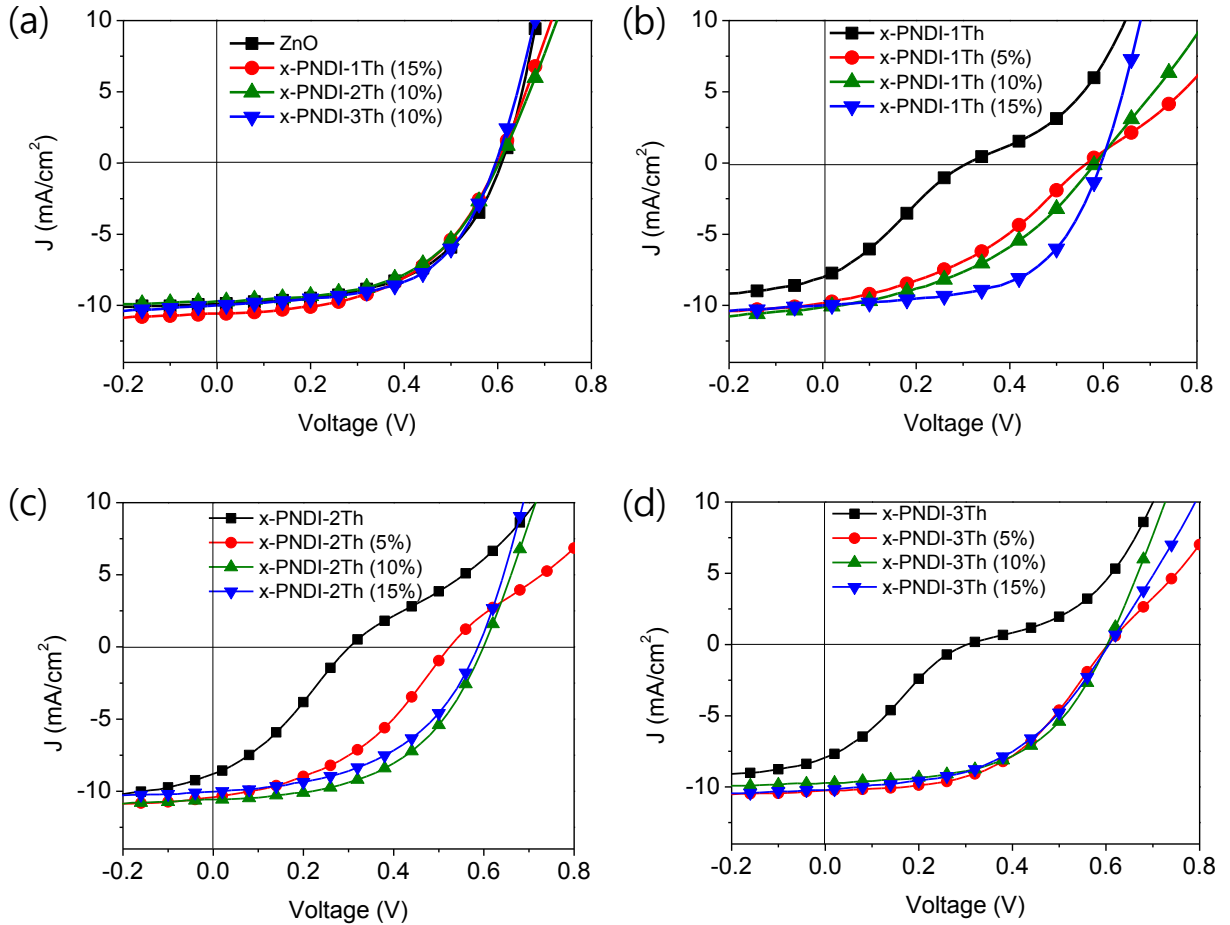 (a)
ZnO
x-PNDI-1Th (15%)
x-PNDI-2Th (10%)
x-PNDI-3Th (10%)
10
5
0
-5
-10
J (mA/cm²)
-0.2 0.0 0.2 0.4 0.6 0.8
Voltage (V)
(b)
x-PNDI-1Th
x-PNDI-1Th (5%)
x-PNDI-1Th (10%)
x-PNDI-1Th (15%)
10
5
0
-5
-10
J (mA/cm²)
-0.2 0.0 0.2 0.4 0.6 0.8
Voltage (V)
(c)
x-PNDI-2Th
x-PNDI-2Th (5%)
x-PNDI-2Th (10%)
x-PNDI-2Th (15%)
10
5
0
-5
-10
J (mA/cm²)
-0.2 0.0 0.2 0.4 0.6 0.8
Voltage (V)
(d)
x-PNDI-3Th
x-PNDI-3Th (5%)
x-PNDI-3Th (10%)
x-PNDI-3Th (15%)
10
5
0
-5
-10
J (mA/cm²)
-0.2 0.0 0.2 0.4 0.6 0.8
Voltage (V)